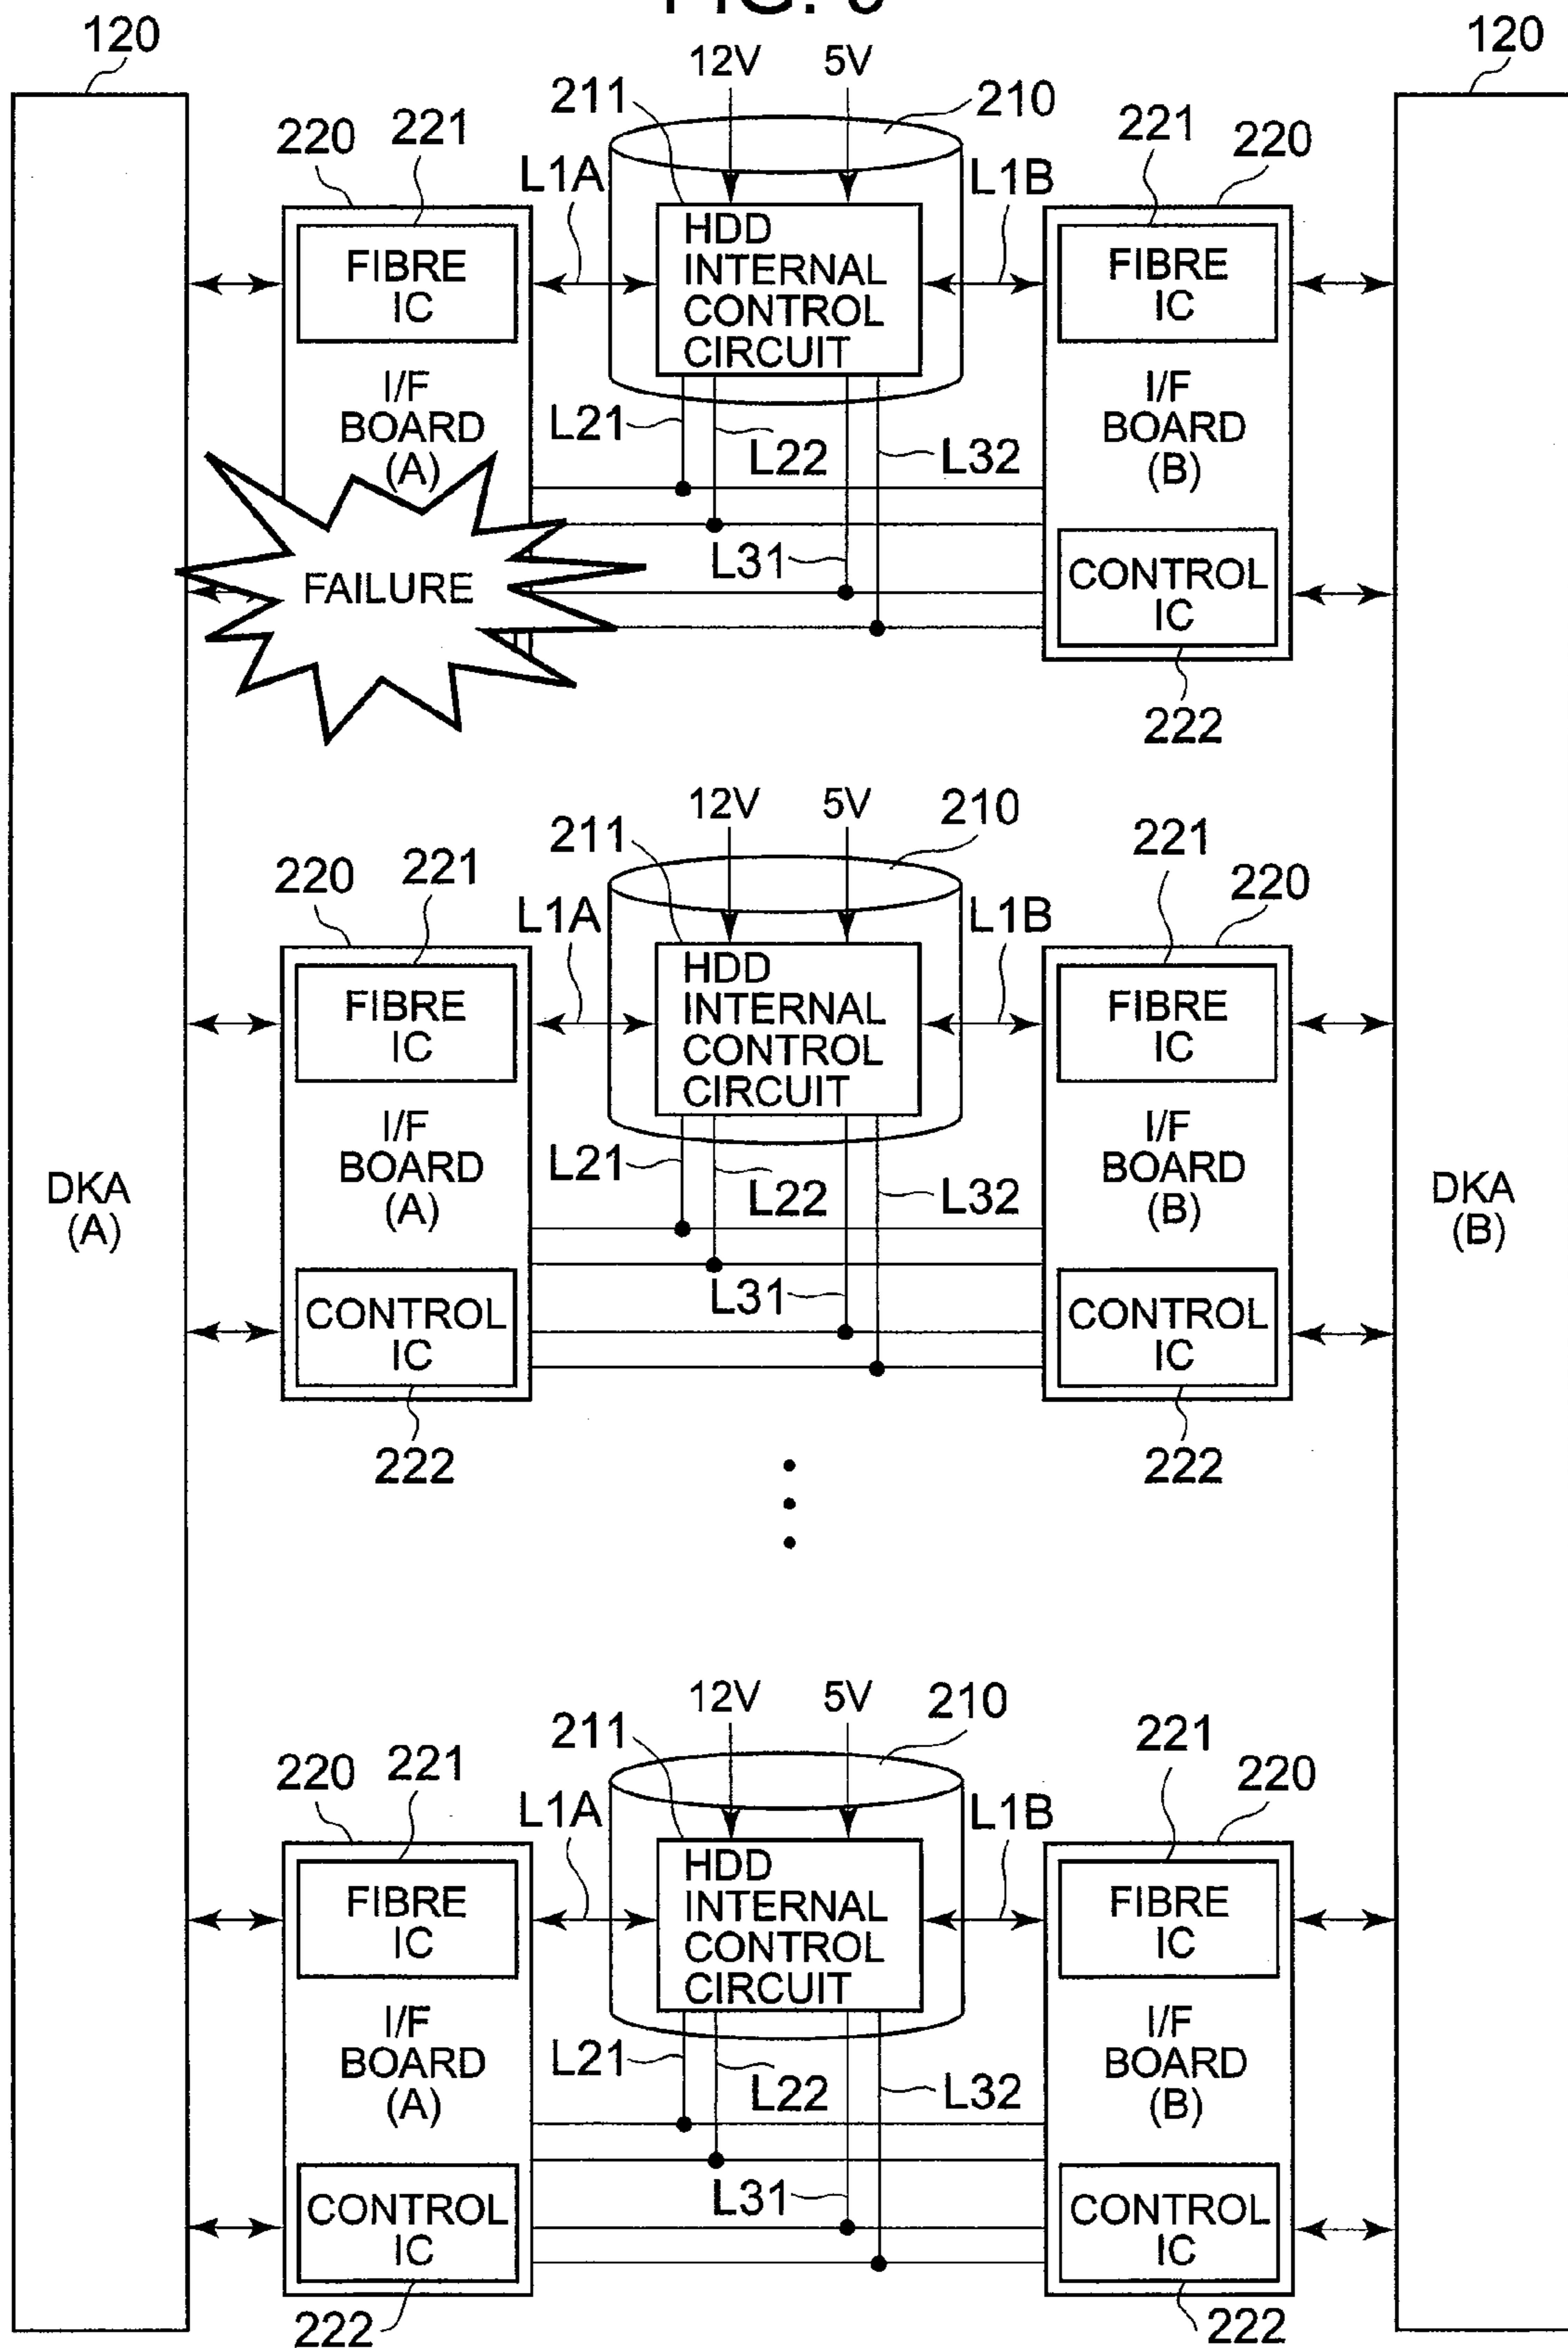 120
120
12V 5V
211
210
220
221
221
220
L1A
L1B
FIBRE
IC
HDD
INTERNAL
CONTROL
CIRCUIT
FIBRE
IC
I/F
BOARD
(A)
I/F
BOARD
(B)
L21
L22
L32
L31
FAILURE
CONTROL
IC
222
12V 5V
211
210
220
221
221
220
L1A
L1B
FIBRE
IC
HDD
INTERNAL
CONTROL
CIRCUIT
FIBRE
IC
DKA
(A)
I/F
BOARD
(A)
I/F
BOARD
(B)
DKA
(B)
L21
L22
L32
L31
CONTROL
IC
CONTROL
IC
222
222
12V 5V
211
210
220
221
221
220
L1A
L1B
FIBRE
IC
HDD
INTERNAL
CONTROL
CIRCUIT
FIBRE
IC
I/F
BOARD
(A)
I/F
BOARD
(B)
L21
L22
L32
L31
CONTROL
IC
CONTROL
IC
222
222